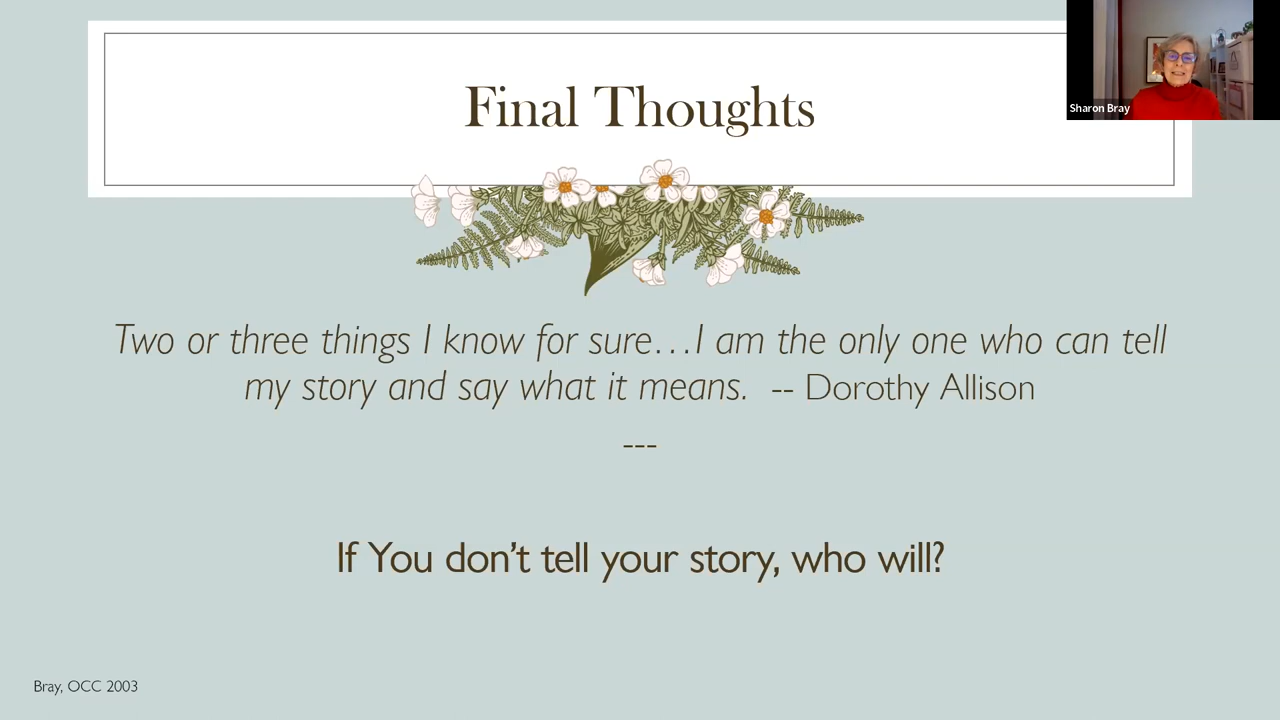 Final Thoughts
Sharon Bray
Two or three things I know for sure…I am the only one who can tell
my story and say what it means.  -- Dorothy Allison
---
If You don’t tell your story, who will?
Bray, OCC 2003